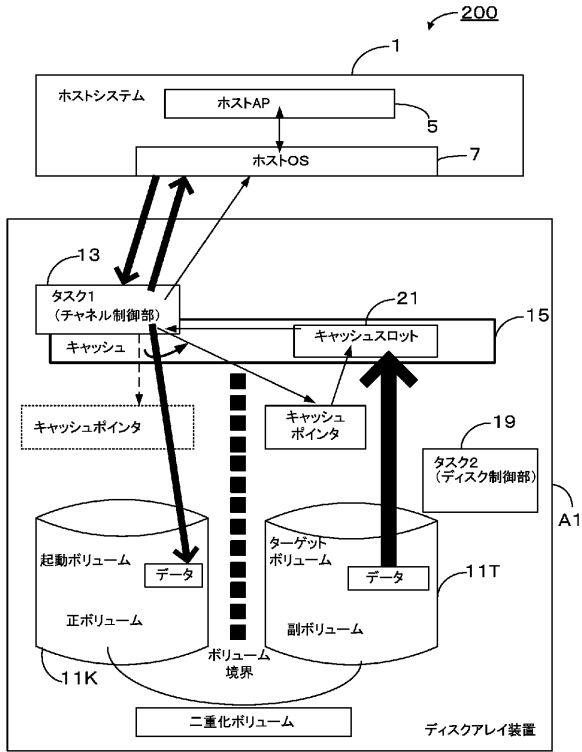 200
1
ホストシステム
ホストAP
5
ホストOS
7
13
タスク1
(チャネル制御部)
21
15
キャッシュ
キャッシュスロット
キャッシュポインタ
キャッシュ
ポインタ
19
タスク2
(ディスク制御部)
A1
起動ボリューム
データ
正ボリューム
ターゲット
ボリューム
データ
11T
副ボリューム
ボリューム
境界
11K
二重化ボリューム
ディスクアレイ装置